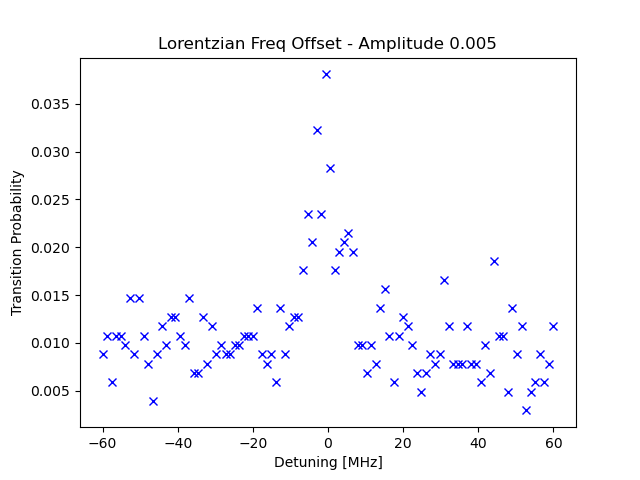 Lorentzian Freq Offset - Amplitude 0.005
Transition Probability
0.035
0.030
0.025
0.020
0.015
0.010
0.005
−60 −40 −20 0 20 40 60
Detuning [MHz]